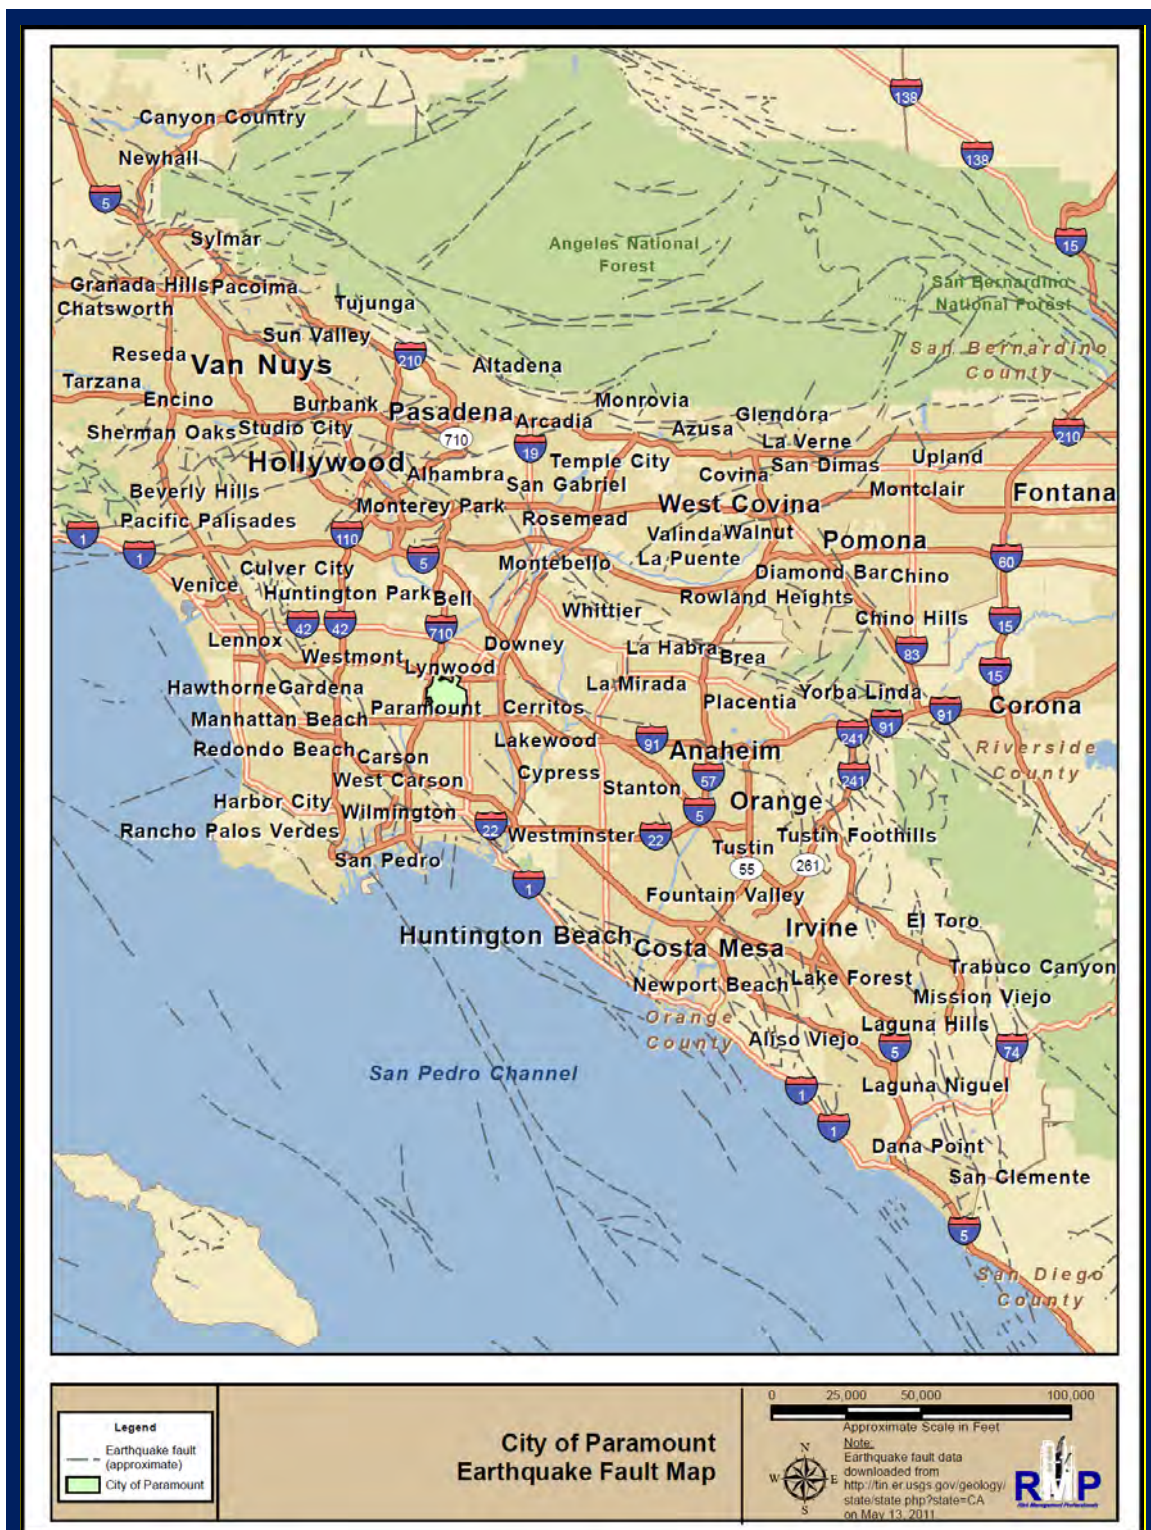 138
Canyon Country
138
Newhall
5
15
Sylmar
Angeles National
Forest
Granada Hills
Pacoima
San Bernardino
National Forest
Chatsworth
Tujunga
Sun Valley
San Bernardino
County
Reseda
Van Nuys
210
Altadena
Tarzana
Encino
Burbank
Pasadena
Monrovia
Arcadia
Glendora
Azusa
Sherman Oaks
Studio City
710
19
La Verne
210
Hollywood
Alhambra
Temple City
San Gabriel
Covina
San Dimas
Upland
Beverly Hills
Monterey Park
West Covina
Montclair
Fontana
Pacific Palisades
Rosemead
1
110
Valinda
Walnut
Pomona
1
5
Montebello
La Puente
60
Culver City
Diamond Bar
Chino
Venice
Huntington Park
Bell
Whittier
Rowland Heights
42
42
710
Chino Hills
15
Lennox
Downey
La Habra
Brea
83
Westmont
Lynwood
15
Hawthorne
Gardena
La Mirada
Yorba Linda
Paramount
Cerritos
Placentia
91
Corona
Manhattan Beach
91
241
Redondo Beach
Lakewood
91
Anaheim
Riverside
County
Carson
West Carson
Cypress
57
241
Stanton
Harbor City
Wilmington
5
Orange
Rancho Palos Verdes
22
Westminster
22
Tustin Foothills
Tustin
San Pedro
55
261
1
Fountain Valley
Huntington Beach
Costa Mesa
Irvine
El Toro
Newport Beach
Lake Forest
Trabuco Canyon
Mission Viejo
Orange
County
Laguna Hills
Aliso Viejo
5
74
San Pedro Channel
1
Laguna Niguel
1
Dana Point
San Clemente
5
San Diego
County
Legend
Earthquake fault
(approximate)
City of Paramount
City of Paramount
Earthquake Fault Map
0 25,000 50,000 100,000
Approximate Scale in Feet
N
W
E
S
Note:
Earthquake fault data
downloaded from
http://tin.er.usgs.gov/geology/
state/state.php?state=CA
on May 13, 2011.
RMP
Risk Management Professionals